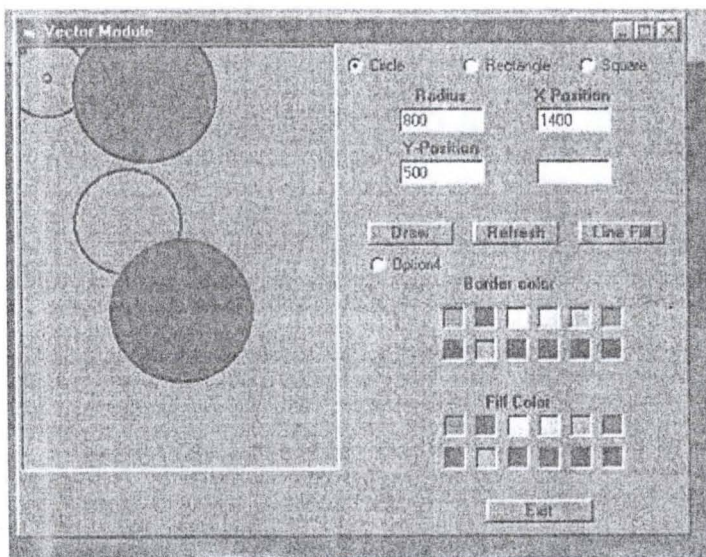 Vector Module
Circle Rectangle Square
Radius X Position
800 1400
Y-Position
500
Draw Refresh Line Fill
Option4
Border color
Fill Color
Exit